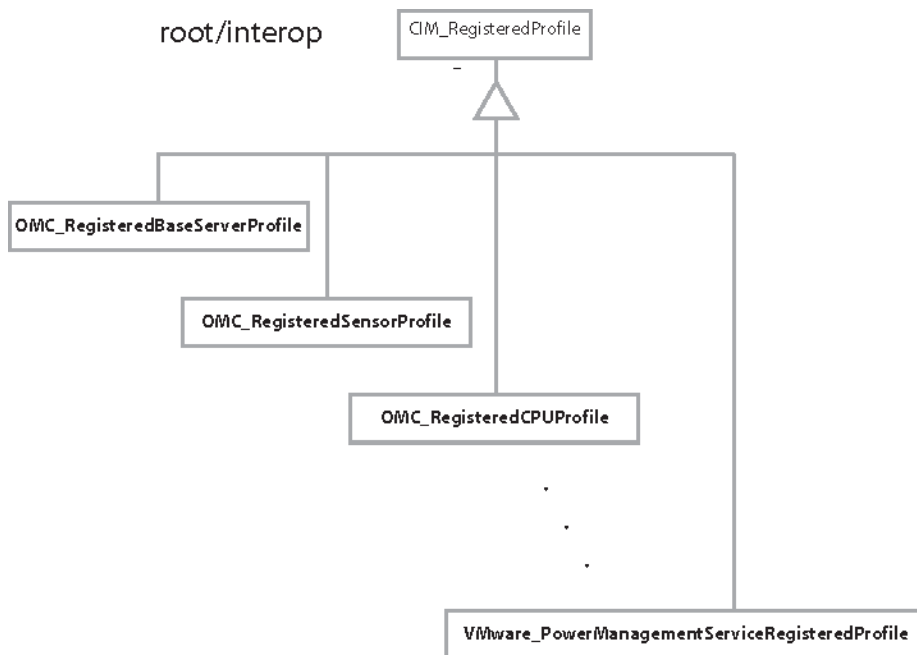 root/interop
CIM_RegisteredProfile
OMC_RegisteredBaseServerProfile
OMC_RegisteredSensorProfile
OMC_RegisteredCPUProfile
VMware_PowerManagementServiceRegisteredProfile